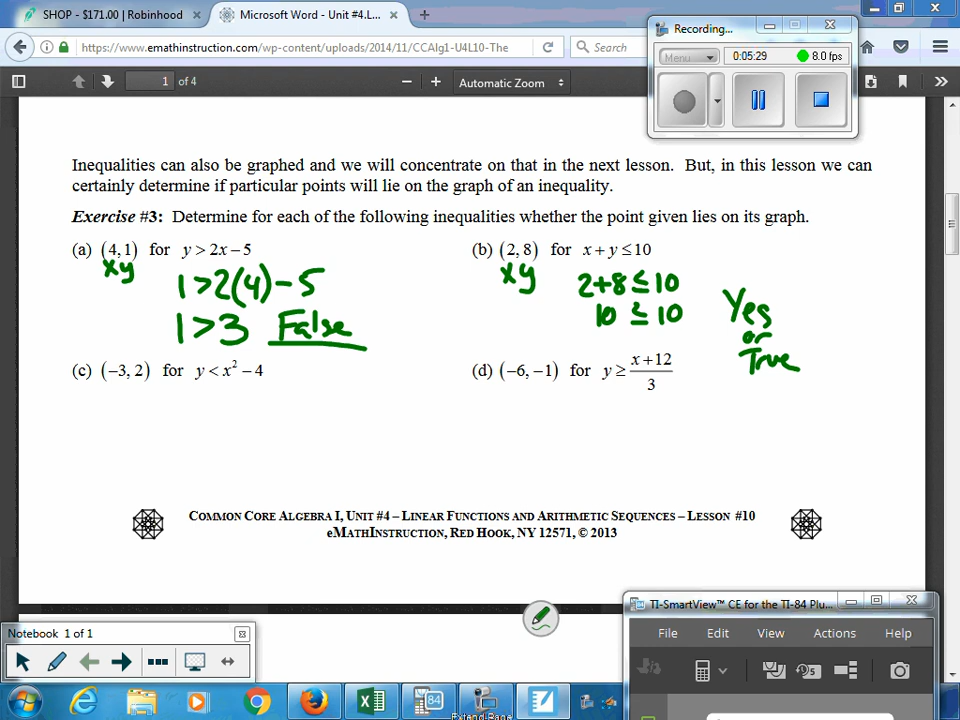 SHOP - $171.00 | Robinhood
Microsoft Word - Unit #4.L...
Recording...
https://www.emathinstruction.com/wp-content/uploads/2014/11/CCAlg1-U4L10-The
Search
Menu
0:05:29
8.0 fps
1 of 4
Automatic Zoom
Inequalities can also be graphed and we will concentrate on that in the next lesson. But, in this lesson we can
certainly determine if particular points will lie on the graph of an inequality.
Exercise #3: Determine for each of the following inequalities whether the point given lies on its graph.
(a) (4, 1) for y > 2x − 5
(b) (2, 8) for x + y ≤ 10
x y
1 > 2(4) − 5
1 > 3 False
x y
2+8 ≤ 10
10 ≤ 10
Yes
or
True
(c) (−3, 2) for y < x² − 4
(d) (−6, −1) for y ≥ (x + 12)/3
COMMON CORE ALGEBRA I, UNIT #4 – LINEAR FUNCTIONS AND ARITHMETIC SEQUENCES – LESSON #10
eMATHINSTRUCTION, RED HOOK, NY 12571, © 2013
Notebook 1 of 1
TI-SmartView™ CE for the TI-84 Plu...
File Edit View Actions Help
84
Extend-Page